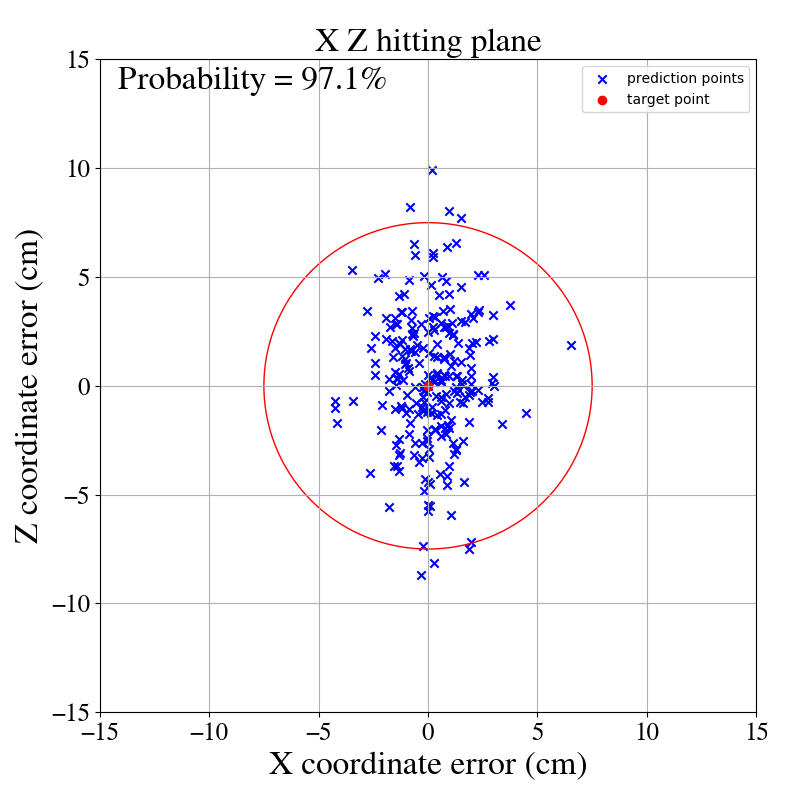 X Z hitting plane
Probability = 97.1%
prediction points
target point
15
10
5
0
−5
−10
−15
−15
−10
−5
0
5
10
15
Z coordinate error (cm)
X coordinate error (cm)